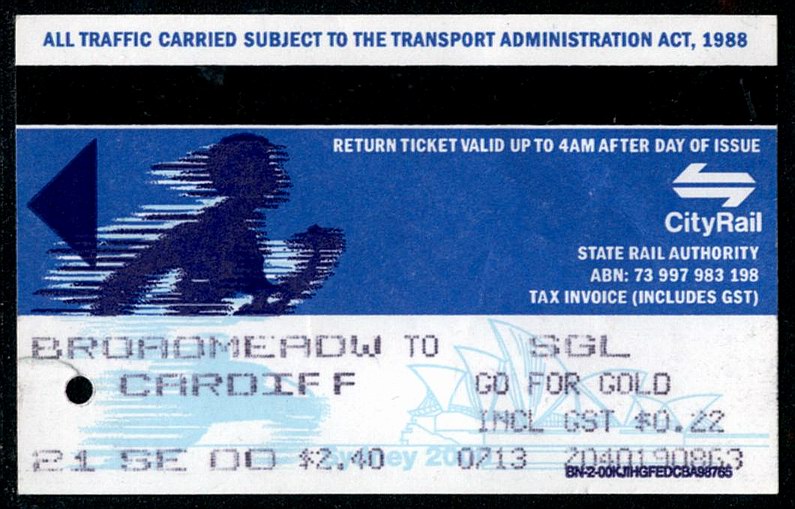 ALL TRAFFIC CARRIED SUBJECT TO THE TRANSPORT ADMINISTRATION ACT, 1988
RETURN TICKET VALID UP TO 4AM AFTER DAY OF ISSUE
CityRail
STATE RAIL AUTHORITY
ABN: 73 997 983 198
TAX INVOICE (INCLUDES GST)
BROADMEADW TO SGL
CARDIFF GO FOR GOLD
INCL GST $0.22
21 SE 00 $2.40 0213 2040190863
BN-2-00KJIHGFEDCBA98765